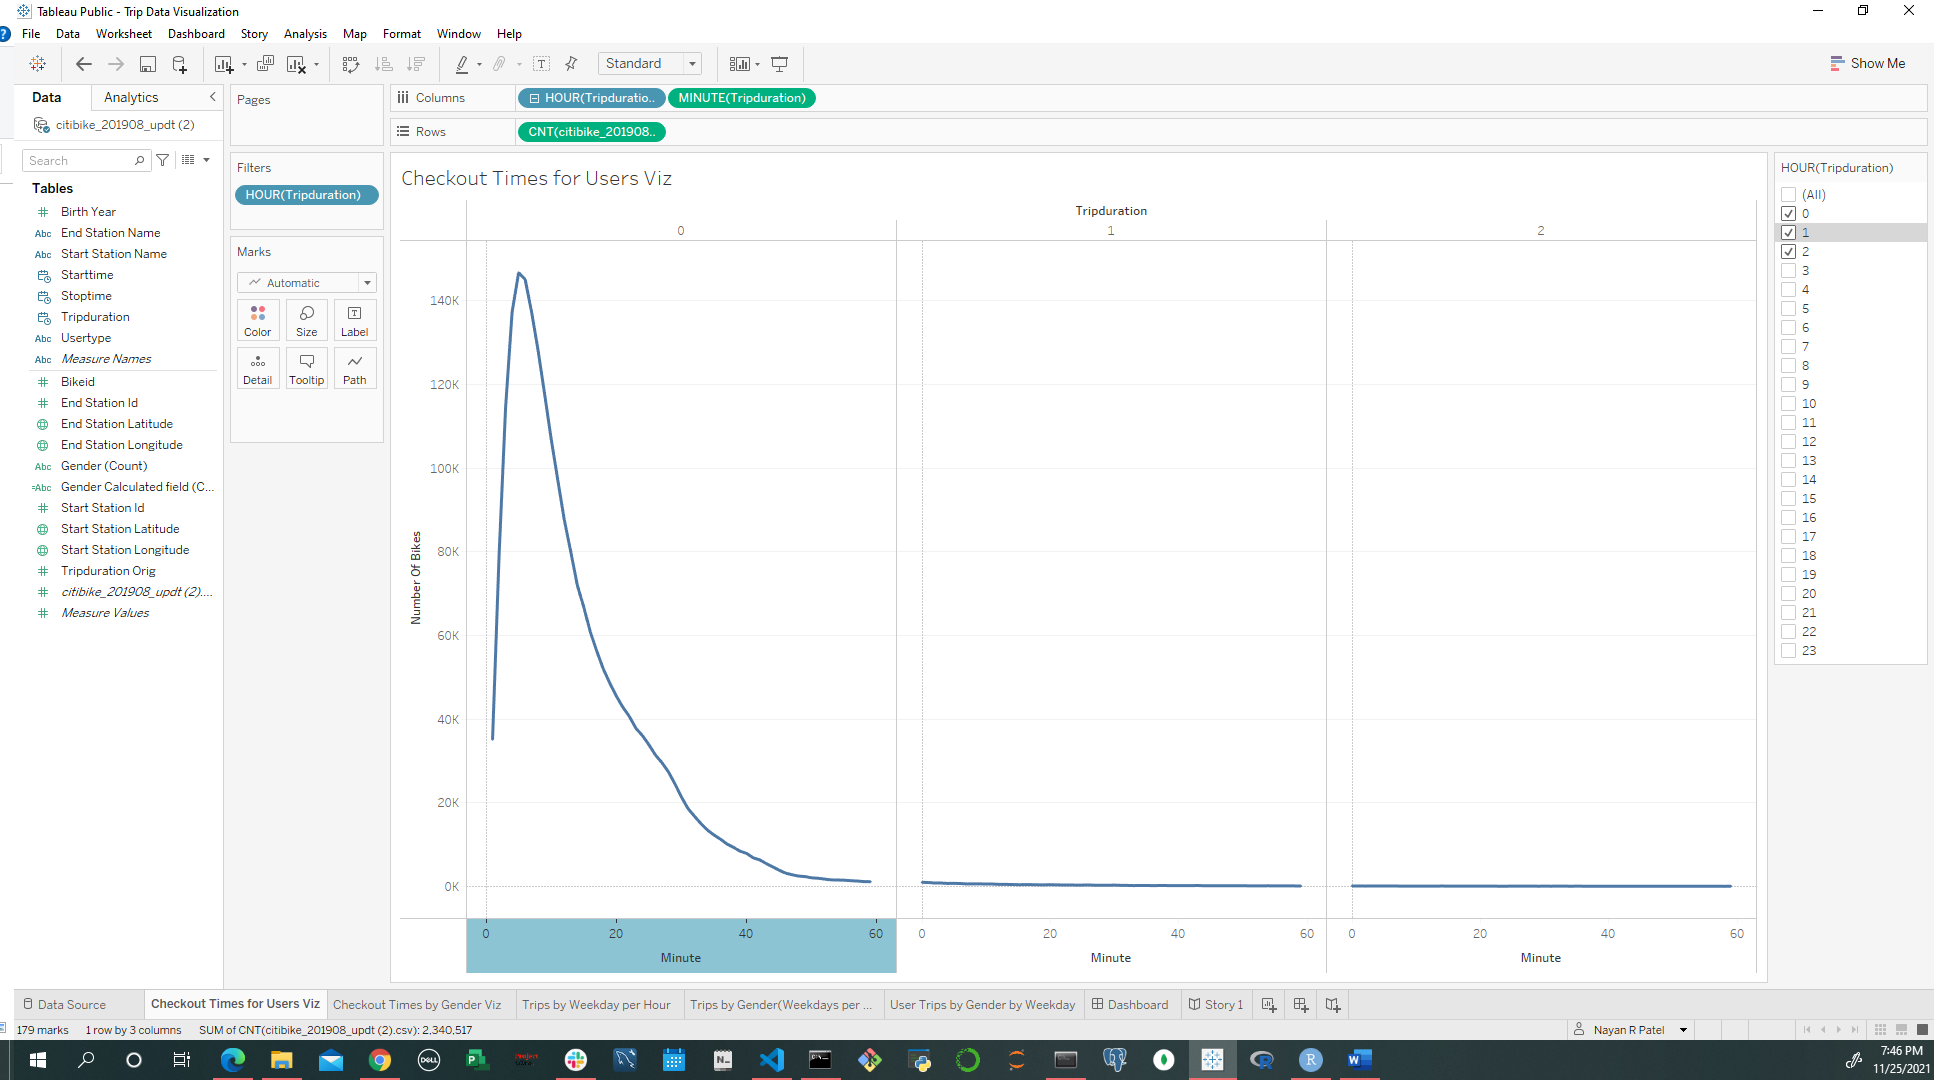 Tableau Public - Trip Data Visualization
File Data Worksheet Dashboard Story Analysis Map Format Window Help
Standard
Show Me
Data Analytics
citibike_201908_updt (2)
Search
Tables
Birth Year
End Station Name
Start Station Name
Starttime
Stoptime
Tripduration
Usertype
Measure Names
Bikeid
End Station Id
End Station Latitude
End Station Longitude
Gender (Count)
Gender Calculated field (C...
Start Station Id
Start Station Latitude
Start Station Longitude
Tripduration Orig
citibike_201908_updt (2)....
Measure Values
Abc
Abc
Abc
Abc
Abc
=Abc
Pages
Filters
HOUR(Tripduration)
Marks
Automatic
Color Size Label
Detail Tooltip Path
Columns HOUR(Tripduratio.. MINUTE(Tripduration)
Rows CNT(citibike_201908..
Checkout Times for Users Viz
Tripduration
0 1 2
140K
120K
100K
80K
60K
40K
20K
0K
Number Of Bikes
0 20 40 60 0 20 40 60 0 20 40 60
Minute Minute Minute
HOUR(Tripduration)
(All)
0
1
2
3
4
5
6
7
8
9
10
11
12
13
14
15
16
17
18
19
20
21
22
23
Data Source Checkout Times for Users Viz Checkout Times by Gender Viz Trips by Weekday per Hour Trips by Gender(Weekdays per ... User Trips by Gender by Weekday Dashboard Story 1
179 marks 1 row by 3 columns SUM of CNT(citibike_201908_updt (2).csv): 2,340,517
Nayan R Patel
DELL
7:46 PM
11/25/2021